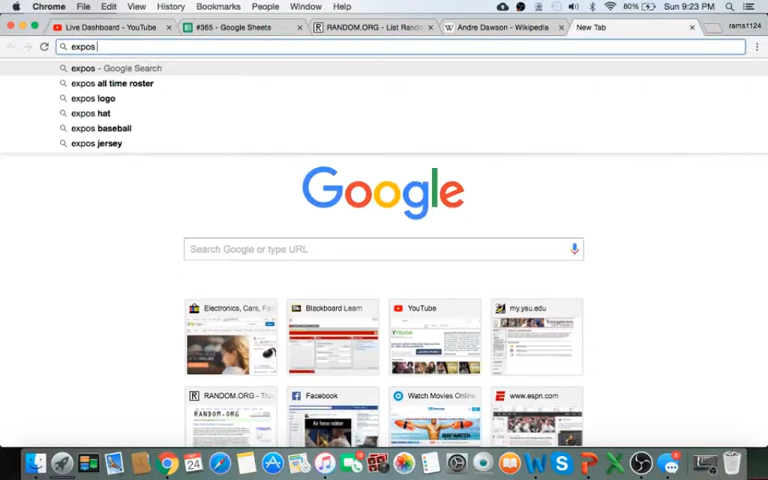 Chrome File Edit View History Bookmarks People Window Help 80% Sun 9:23 PM
Live Dashboard - YouTube #365 - Google Sheets RANDOM.ORG - List Rand Andre Dawson - Wikipedia New Tab rams1124
expos
expos - Google Search
expos all time roster
expos logo
expos hat
expos baseball
expos jersey
Google
Search Google or type URL
Electronics, Cars, Fa Blackboard Learn YouTube my.ysu.edu
RANDOM.ORG - Tru Facebook Watch Movies Online www.espn.com
24